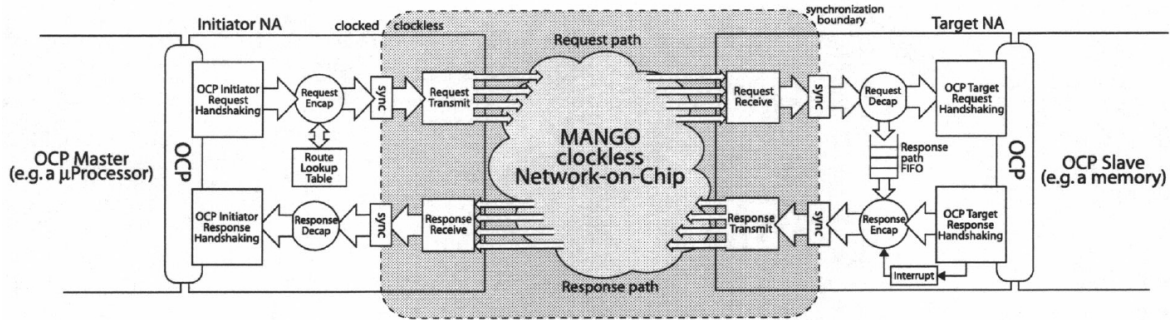 Initiator NA
clocked
clockless
Request path
synchronization
boundary
Target NA
OCP Master
(e.g. a µProcessor)
OCP
OCP Initiator
Request
Handshaking
Request
Encap
sync
Request
Transmit
Route
Lookup
Table
MANGO
clockless
Network-on-Chip
Request
Receive
sync
Request
Decap
OCP Target
Request
Handshaking
Response
path
FIFO
OCP
OCP Slave
(e.g. a memory)
OCP Initiator
Response
Handshaking
Response
Decap
sync
Response
Receive
Response
Transmit
sync
Response
Encap
OCP Target
Response
Handshaking
Interrupt
Response path